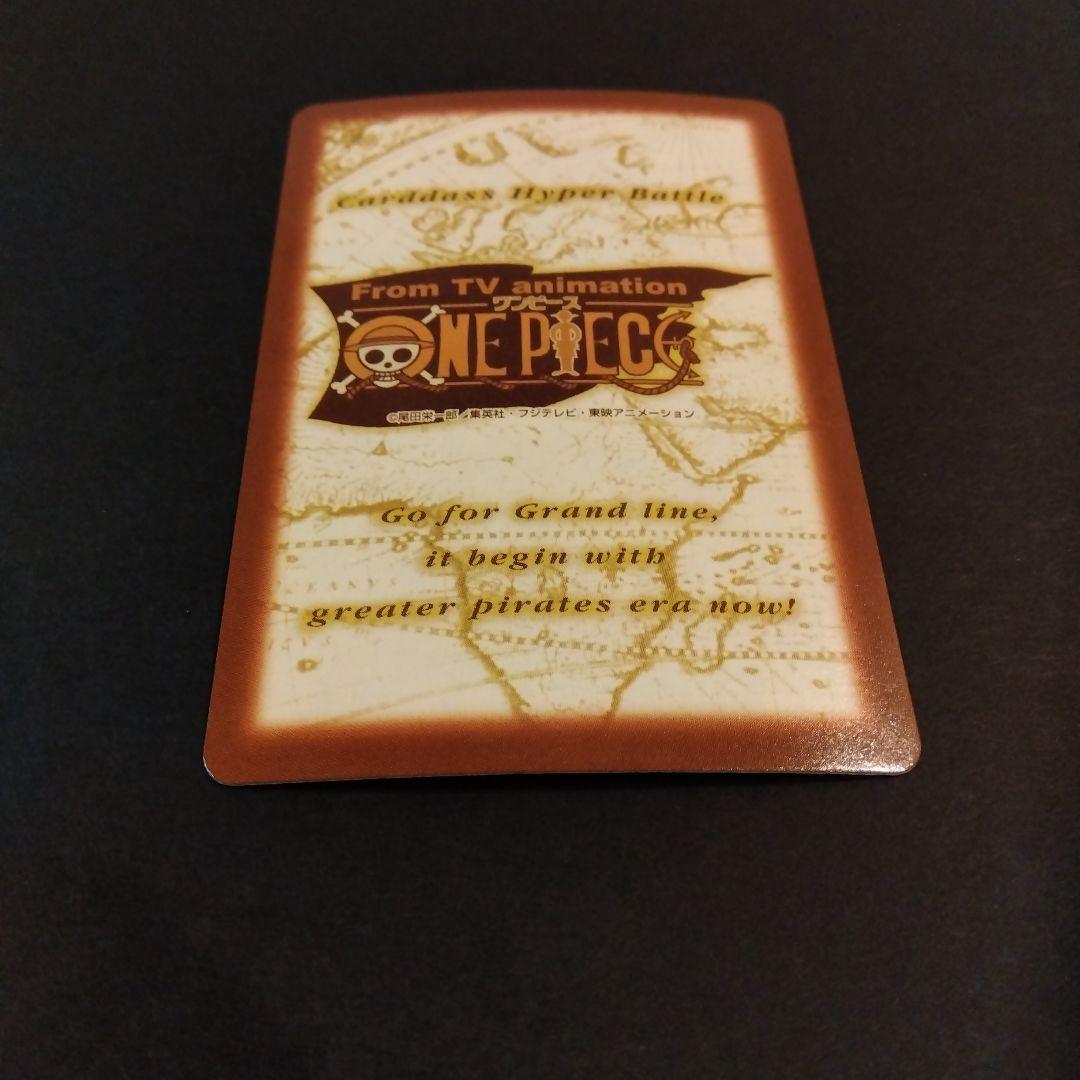 Carddass Hyper Battle
From TV animation
ワンピース
ONE PIECE
©尾田栄一郎／集英社・フジテレビ・東映アニメーション
Go for Grand line,
it begin with
greater pirates era now!